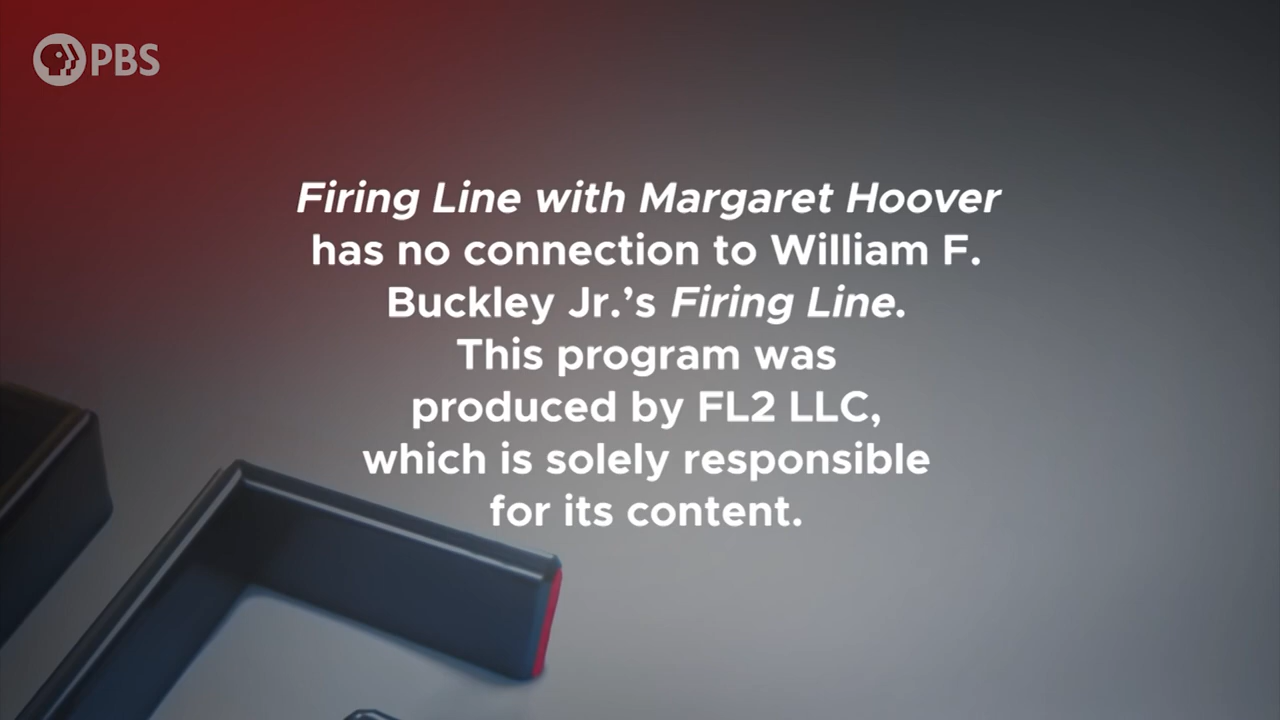 PBS
Firing Line with Margaret Hoover
has no connection to William F.
Buckley Jr.’s Firing Line.
This program was
produced by FL2 LLC,
which is solely responsible
for its content.